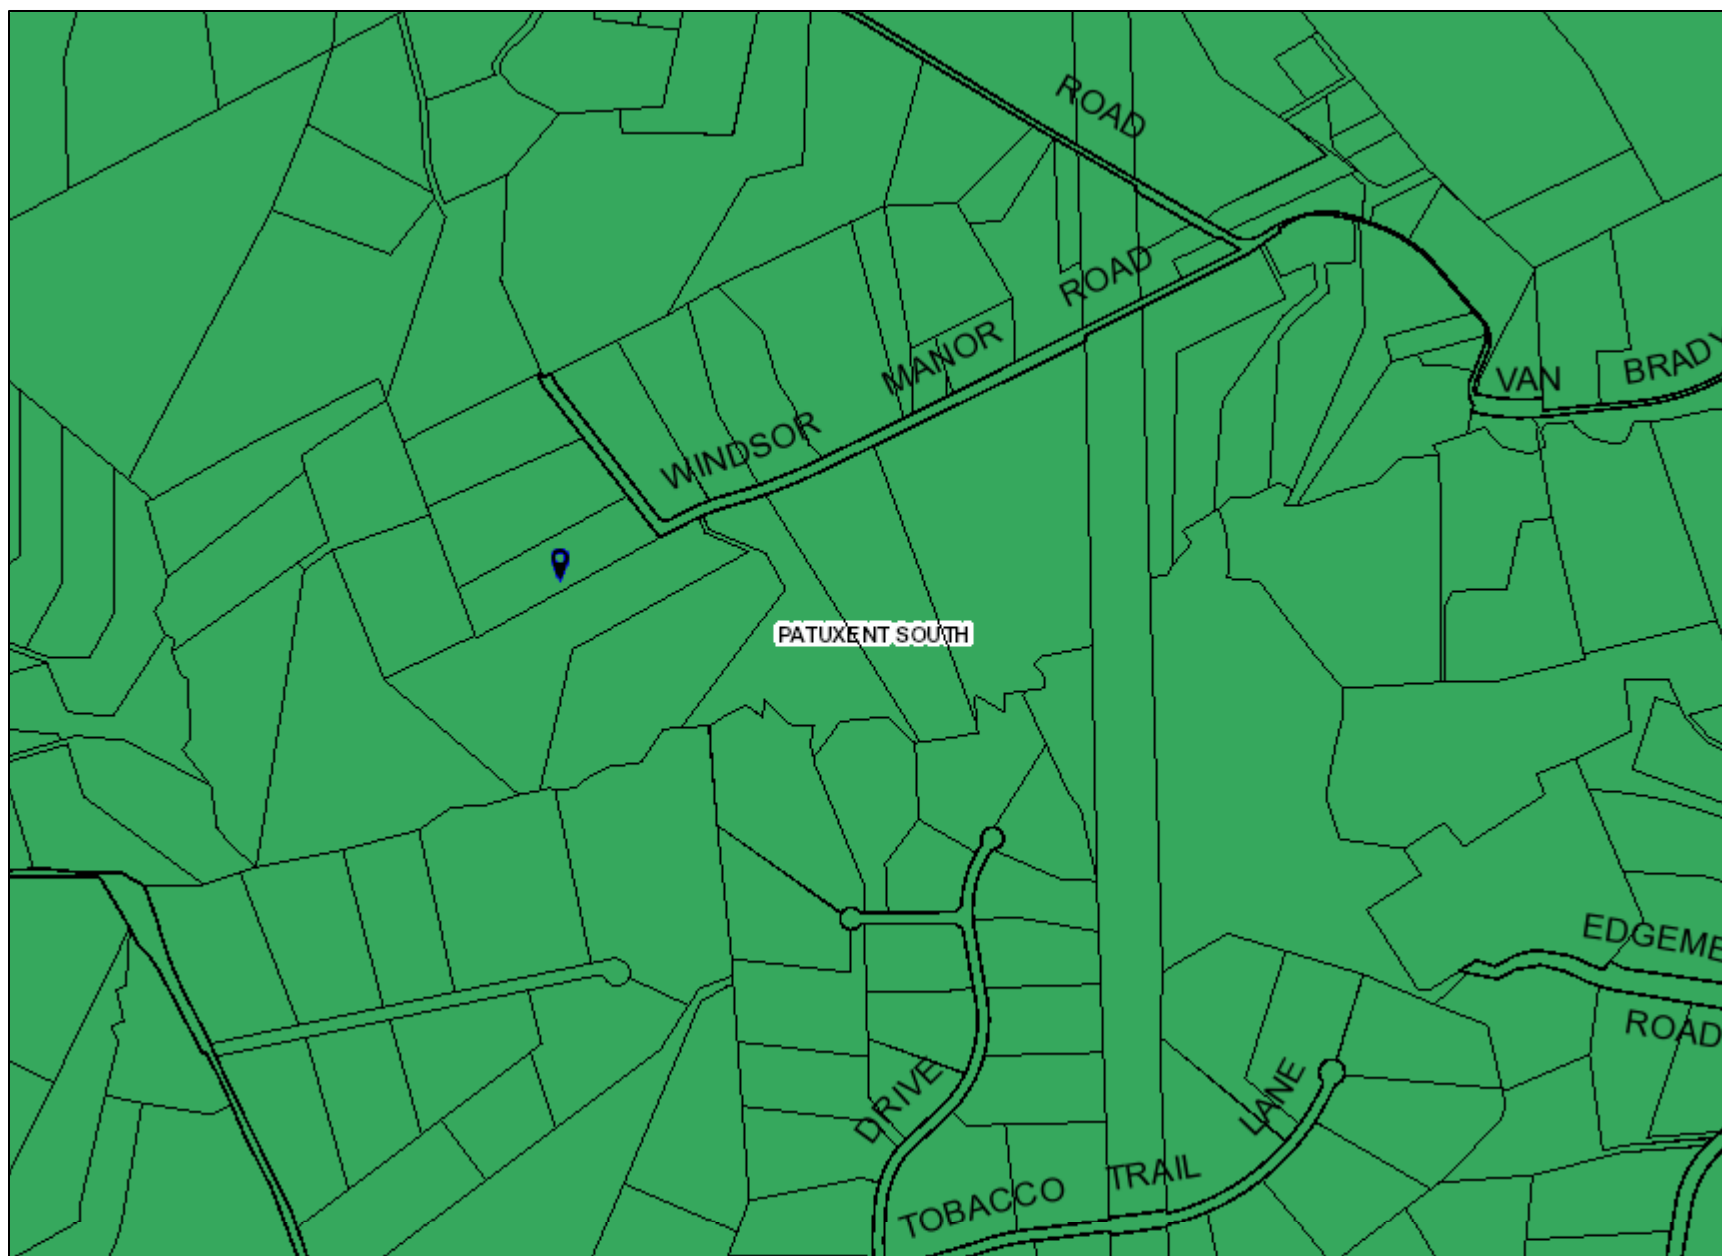 ROAD
WINDSOR MANOR ROAD
VAN BRADY
PATUXENT SOUTH
EDGEME
ROAD
DRIVE
LANE
TOBACCO TRAIL